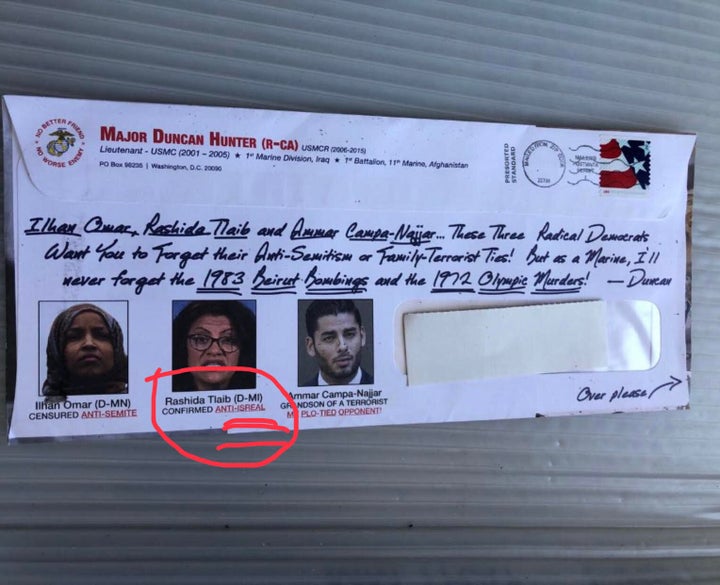 NO BETTER FRIEND
NO WORSE ENEMY
MAJOR DUNCAN HUNTER (R-CA) USMCR (2006-2015)
Lieutenant - USMC (2001 – 2005) ★ 1st Marine Division, Iraq ★ 1st Battalion, 11th Marine, Afghanistan
PO Box 98235 | Washington, D.C. 20090
PRESORTED
STANDARD
Ilhan Omar, Rashida Tlaib and Ammar Campa-Najjar... These Three Radical Democrats
Want You to Forget their Anti-Semitism or Family-Terrorist Ties! But as a Marine, I'll
never forget the 1983 Beirut Bombings and the 1972 Olympic Murders! — Duncan
Ilhan Omar (D-MN)
CENSURED ANTI-SEMITE
Rashida Tlaib (D-MI)
CONFIRMED ANTI-ISREAL
Ammar Campa-Najjar
GRANDSON OF A TERRORIST
MY PLO-TIED OPPONENT!
Over please